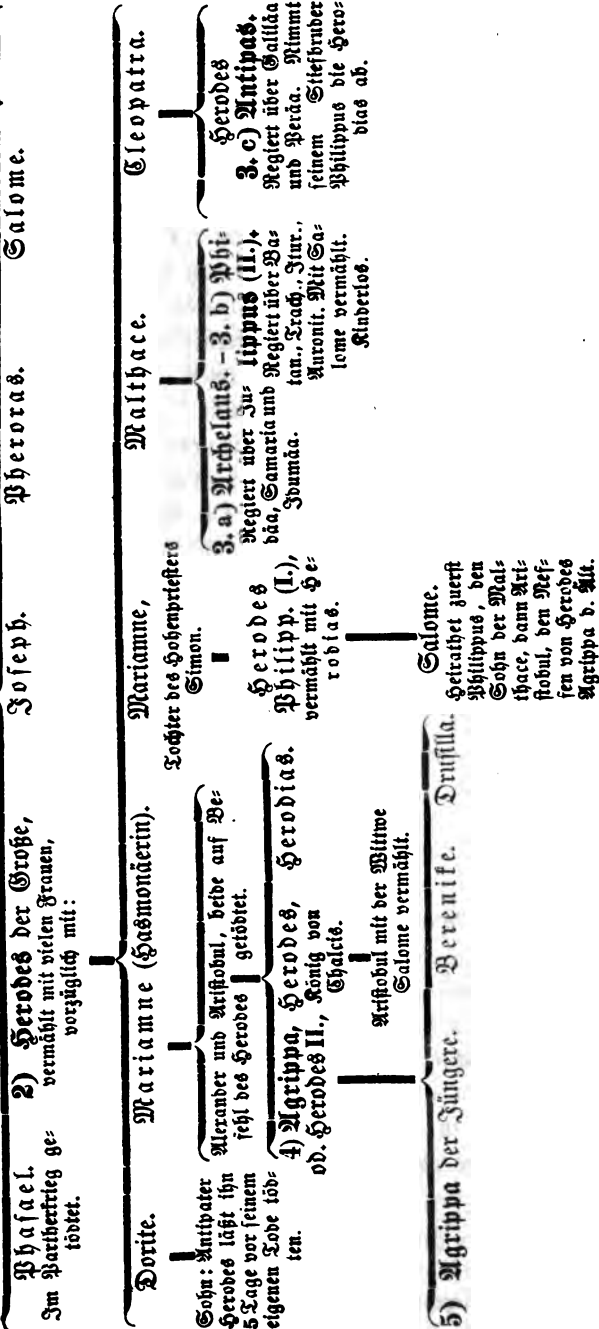 Phasael.
Im Partherkrieg ge-
tödtet.
2) Herodes der Große,
vermählt mit vielen Frauen,
vorzüglich mit:
Joseph.
Pheroras.
Salome.
Dorite.
Sohn: Antipater
Herodes läßt ihn
5 Tage vor seinem
eigenen Tode töd-
ten.
Mariamne (Hasmonäerin).
Alexander und Aristobul, beide auf Be-
fehl des Herodes getödtet.
4) Agrippa,
od. Herodes II.,
Herodes,
König von
Chalcis.
Herodias.
Aristobul mit der Wittwe
Salome vermählt.
5) Agrippa der Jüngere. Berenike. Drusilla.
Mariamne,
Tochter des Hohenpriesters
Simon.
Herodes
Philipp. (I.),
vermählt mit He-
rodias.
Salome.
Heirathet zuerst
Philippus, den
Sohn der Mal-
thace, dann Ari-
stobul, den Nef-
fen von Herodes
Agrippa d. Ält.
Malthace.
3. a) Archelaus. – 3. b) Phi-
lippus (II.).
Regiert über Ju-
däa, Samaria und
Idumäa.
Regiert über Ba-
tan., Trach., Itur.,
Auronit. Mit Sa-
lome vermählt.
Kinderlos.
Cleopatra.
Herodes
3. c) Antipas.
Regiert über Galiläa
und Peräa. Nimmt
seinem Stiefbruder
Philippus die Hero-
dias ab.